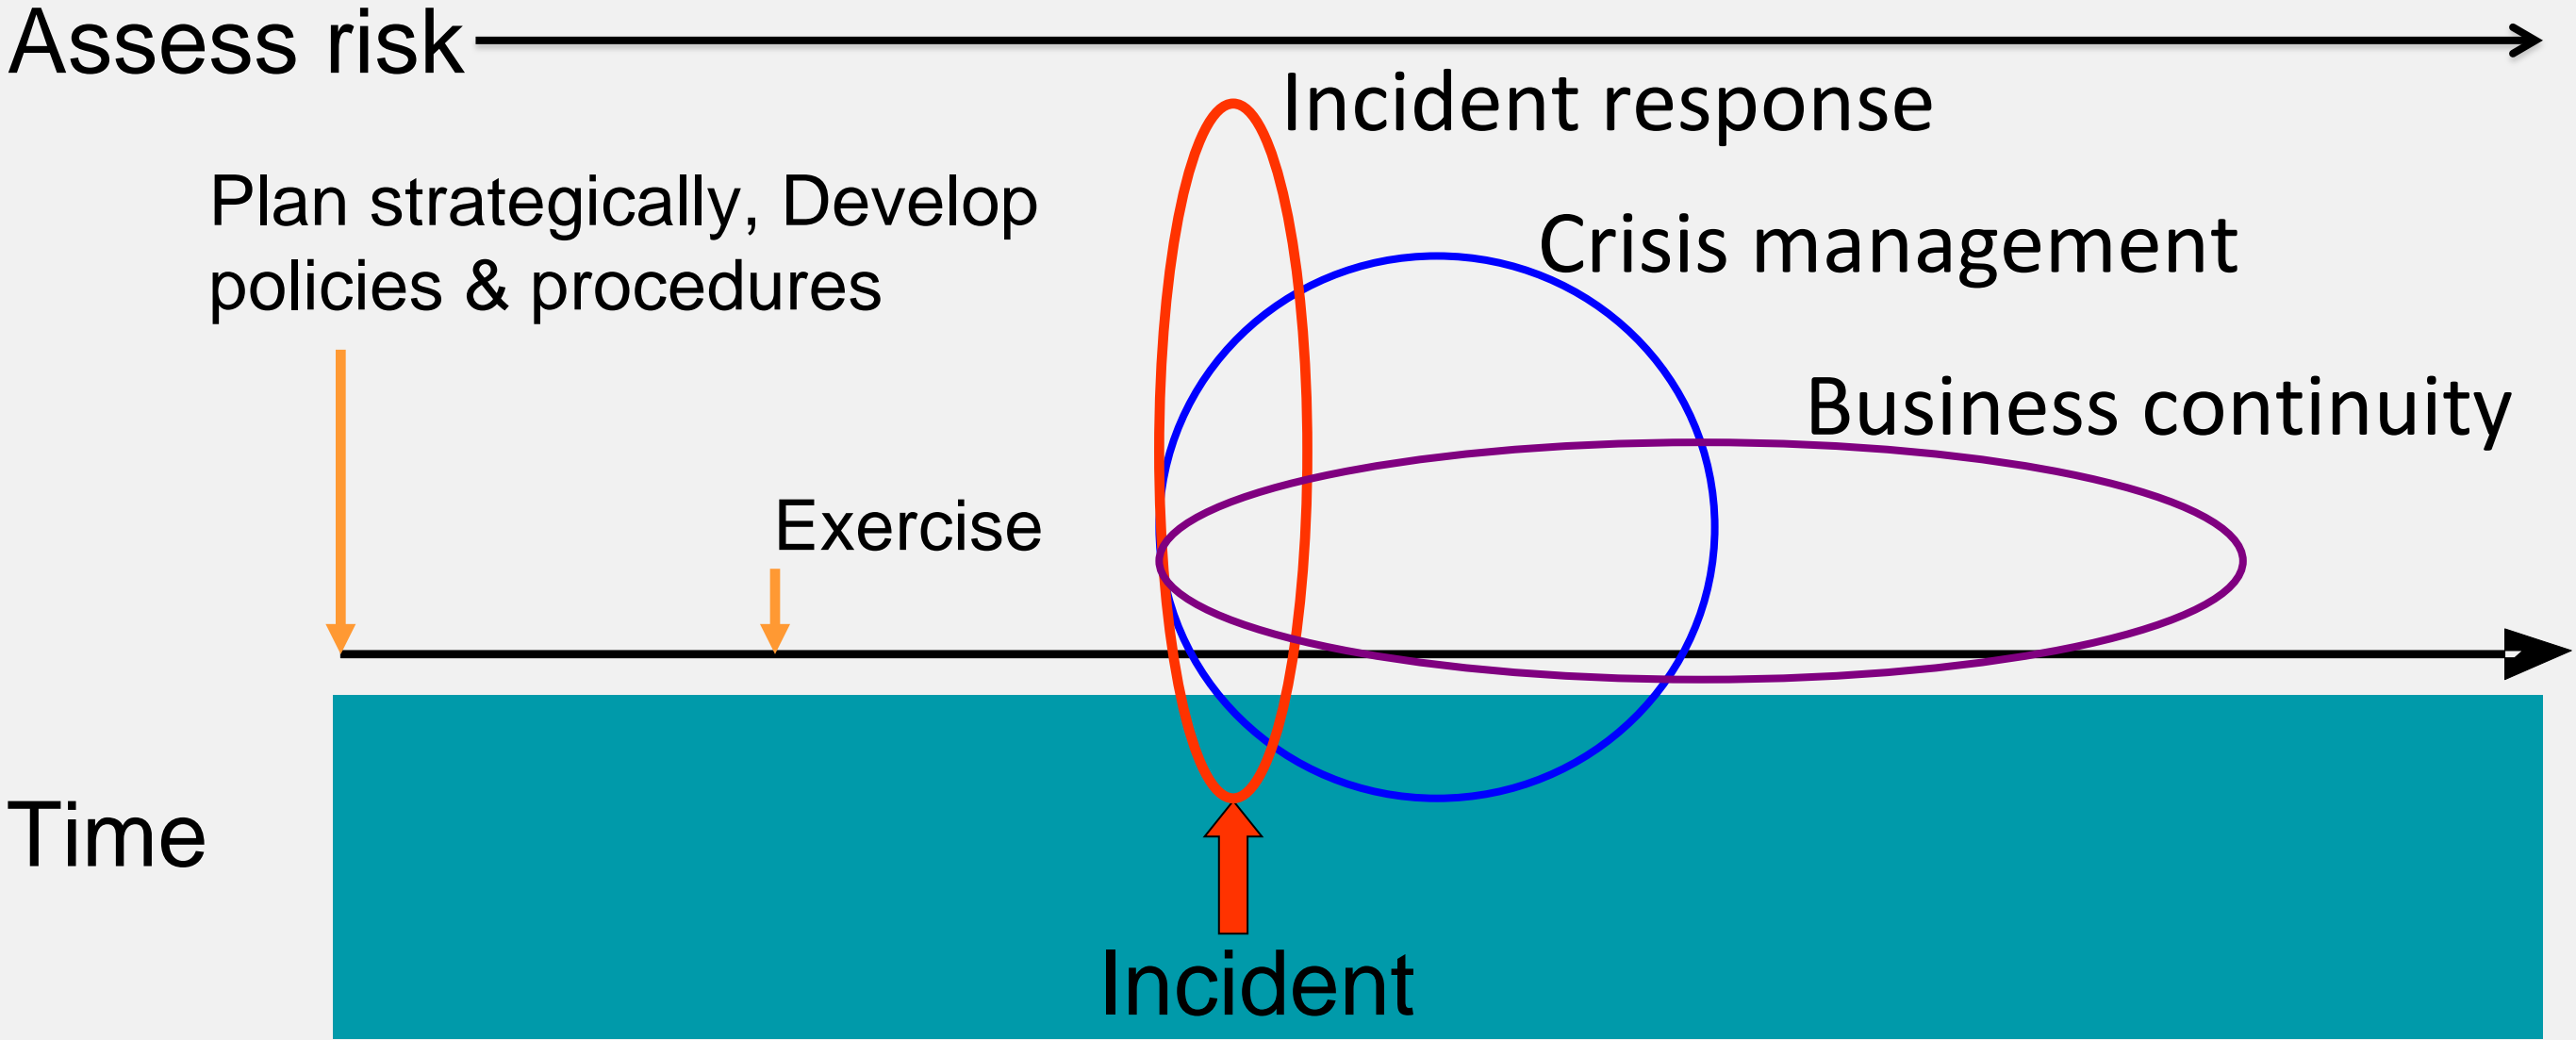 Assess risk
Incident response
Plan strategically, Develop
policies & procedures
Crisis management
Business continuity
Exercise
Time
Incident